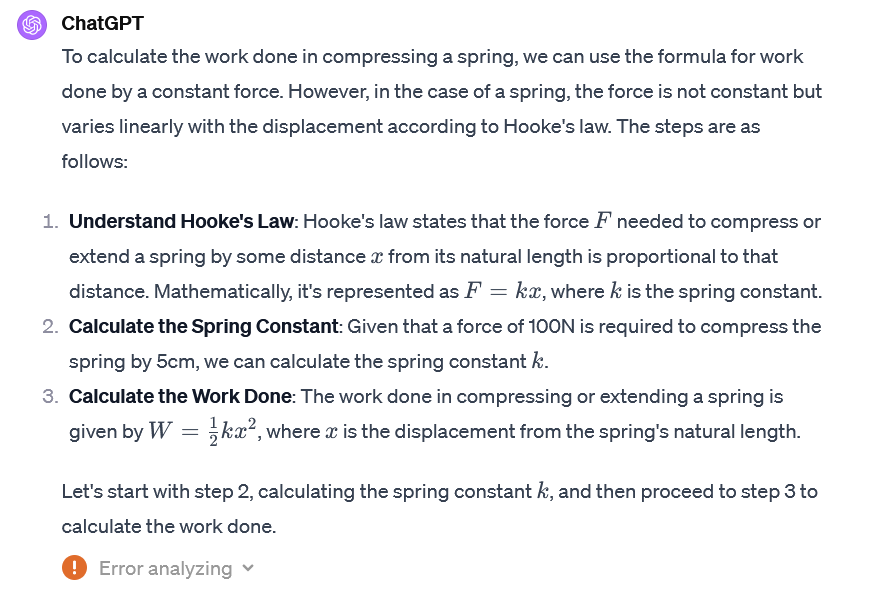 ChatGPT
To calculate the work done in compressing a spring, we can use the formula for work
done by a constant force. However, in the case of a spring, the force is not constant but
varies linearly with the displacement according to Hooke's law. The steps are as
follows:
1. Understand Hooke's Law: Hooke's law states that the force F needed to compress or
extend a spring by some distance x from its natural length is proportional to that
distance. Mathematically, it's represented as F = kx, where k is the spring constant.
2. Calculate the Spring Constant: Given that a force of 100N is required to compress the
spring by 5cm, we can calculate the spring constant k.
3. Calculate the Work Done: The work done in compressing or extending a spring is
given by W = ½kx², where x is the displacement from the spring's natural length.
Let's start with step 2, calculating the spring constant k, and then proceed to step 3 to
calculate the work done.
! Error analyzing